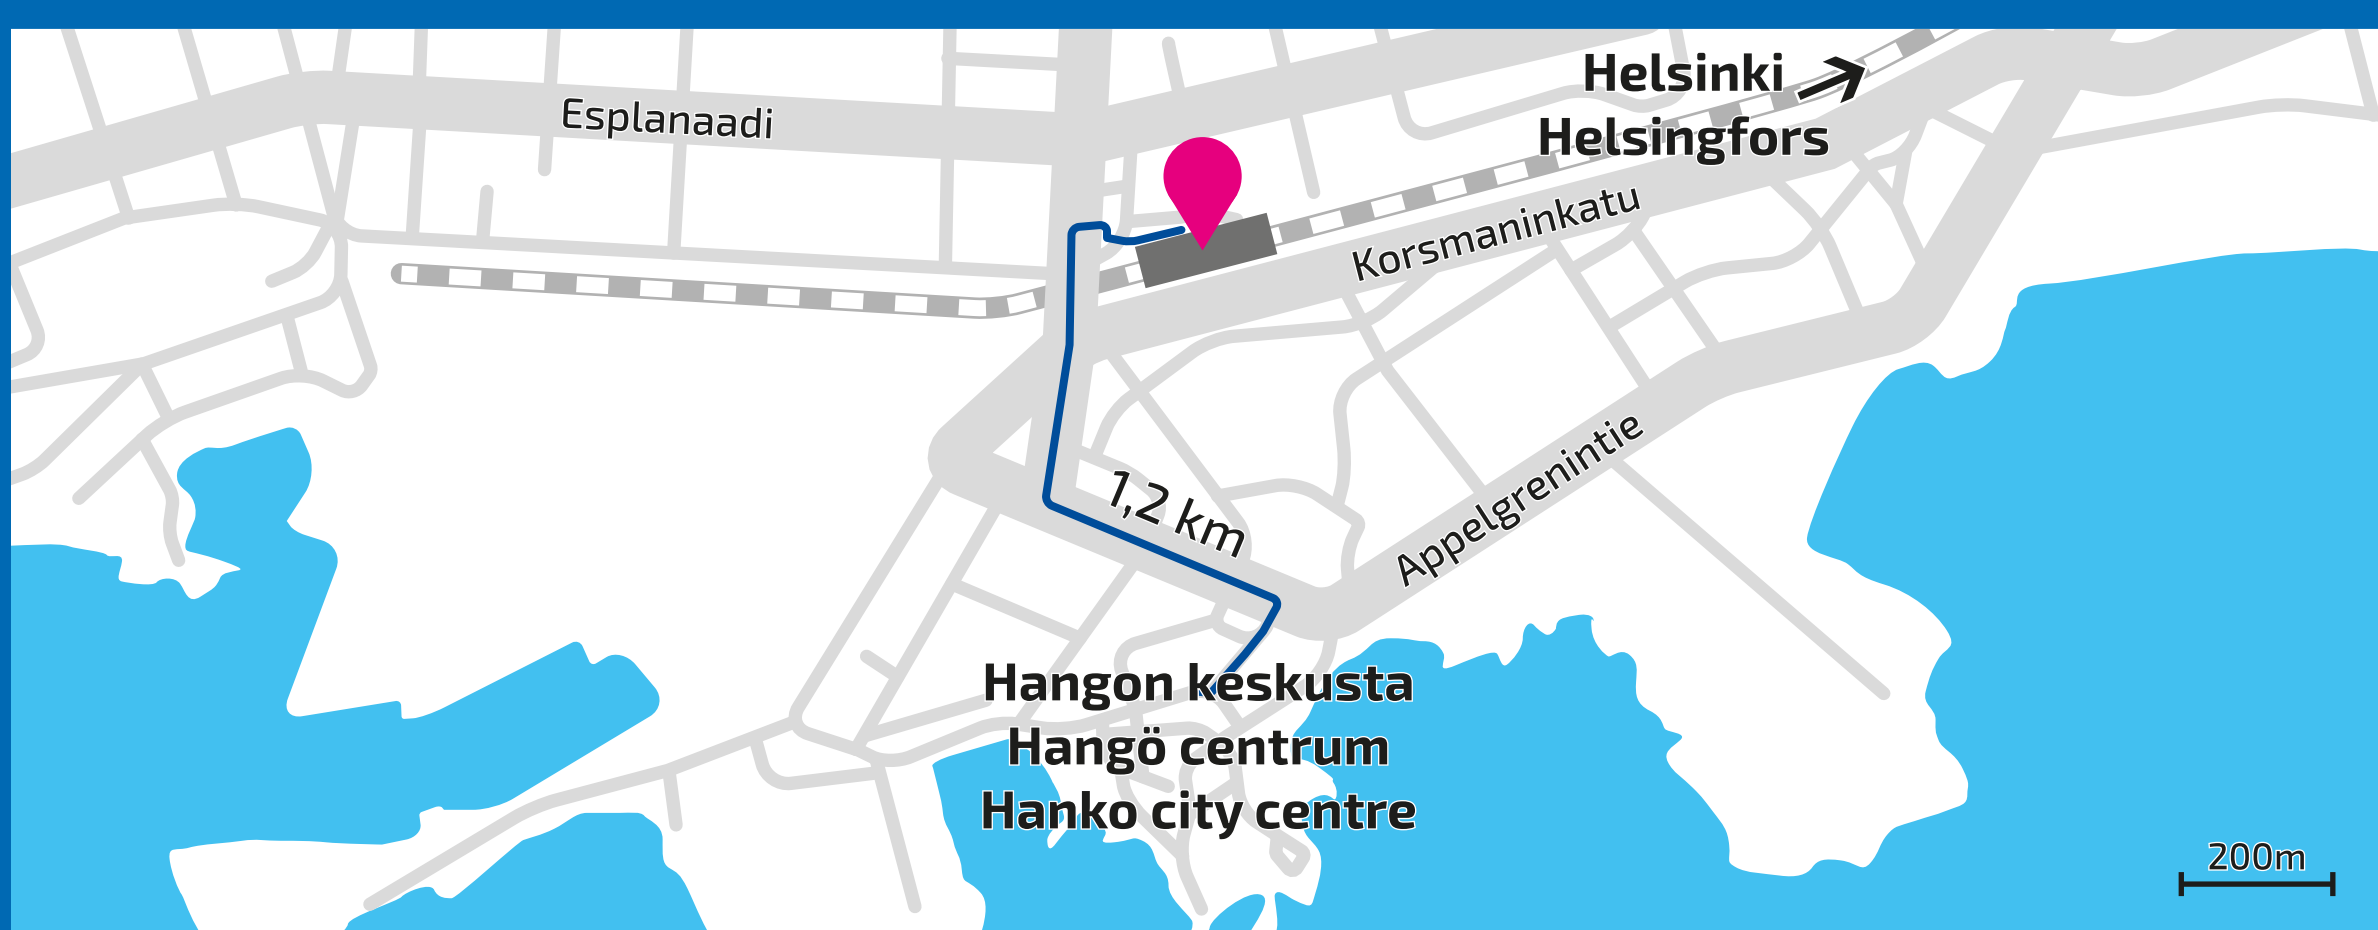 Helsinki
Helsingfors
Esplanaadi
Korsmaninkatu
Appelgrenintie
1,2 km
Hangon keskusta
Hangö centrum
Hanko city centre
200m